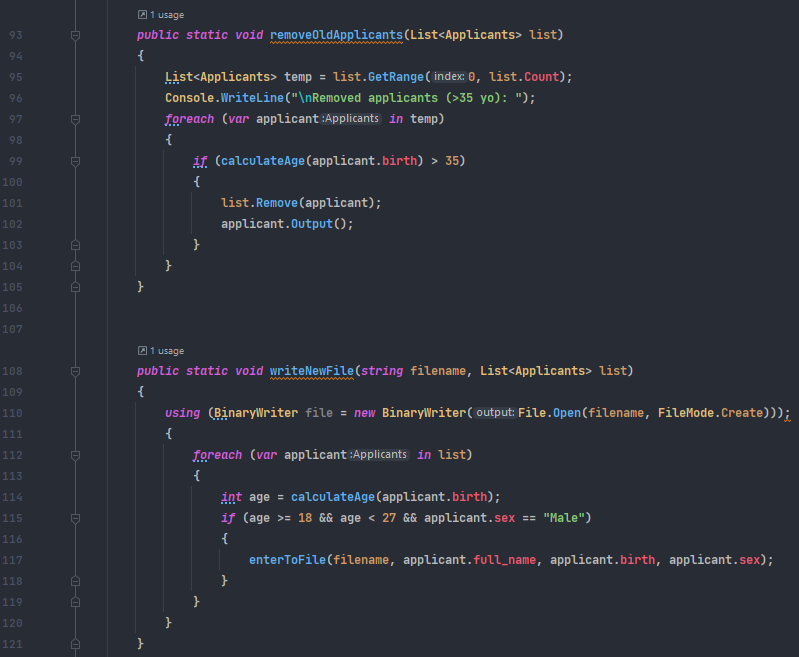 1 usage
93 public static void removeOldApplicants(List<Applicants> list)
94 {
95 List<Applicants> temp = list.GetRange(index: 0, list.Count);
96 Console.WriteLine("\nRemoved applicants (>35 yo): ");
97 foreach (var applicant :Applicants in temp)
98 {
99 if (calculateAge(applicant.birth) > 35)
100 {
101 list.Remove(applicant);
102 applicant.Output();
103 }
104 }
105 }
106
107
1 usage
108 public static void writeNewFile(string filename, List<Applicants> list)
109 {
110 using (BinaryWriter file = new BinaryWriter( output: File.Open(filename, FileMode.Create)));
111 {
112 foreach (var applicant :Applicants in list)
113 {
114 int age = calculateAge(applicant.birth);
115 if (age >= 18 && age < 27 && applicant.sex == "Male")
116 {
117 enterToFile(filename, applicant.full_name, applicant.birth, applicant.sex);
118 }
119 }
120 }
121 }